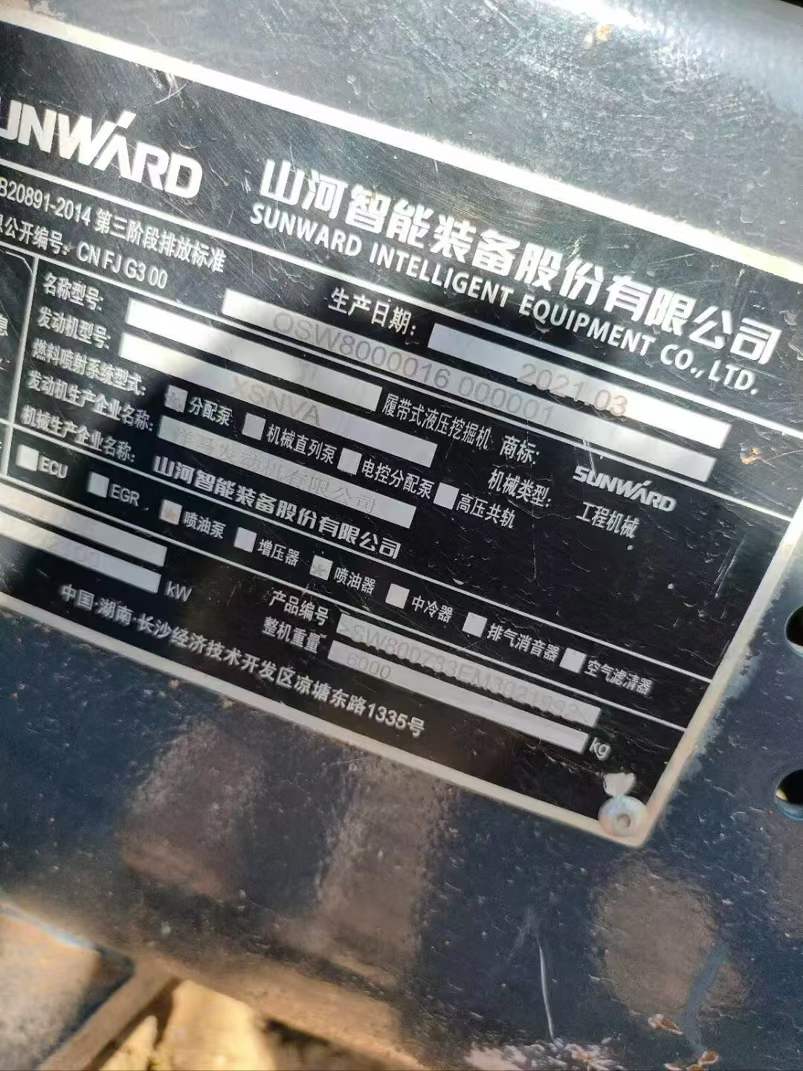 SUNWARD 山河智能装备股份有限公司
SUNWARD INTELLIGENT EQUIPMENT CO., LTD.
B20891-2014 第三阶段排放标准
公开编号: CN FJ G3 00 OSW8000016 000001
生产日期: 2021.03
名称型号: 履带式液压挖掘机 商标: SUNWARD
发动机型号: XSNVA 机械类型: 工程机械
燃料喷射系统型式: 分配泵 机械直列泵 电控分配泵 高压共轨
发动机生产企业名称:
机械生产企业名称: 山河智能装备股份有限公司
ECU EGR 喷油泵 增压器 喷油器 中冷器 排气消音器 空气滤清器
产品编号
kW 整机重量 6000 kg
中国·湖南·长沙经济技术开发区凉塘东路1335号